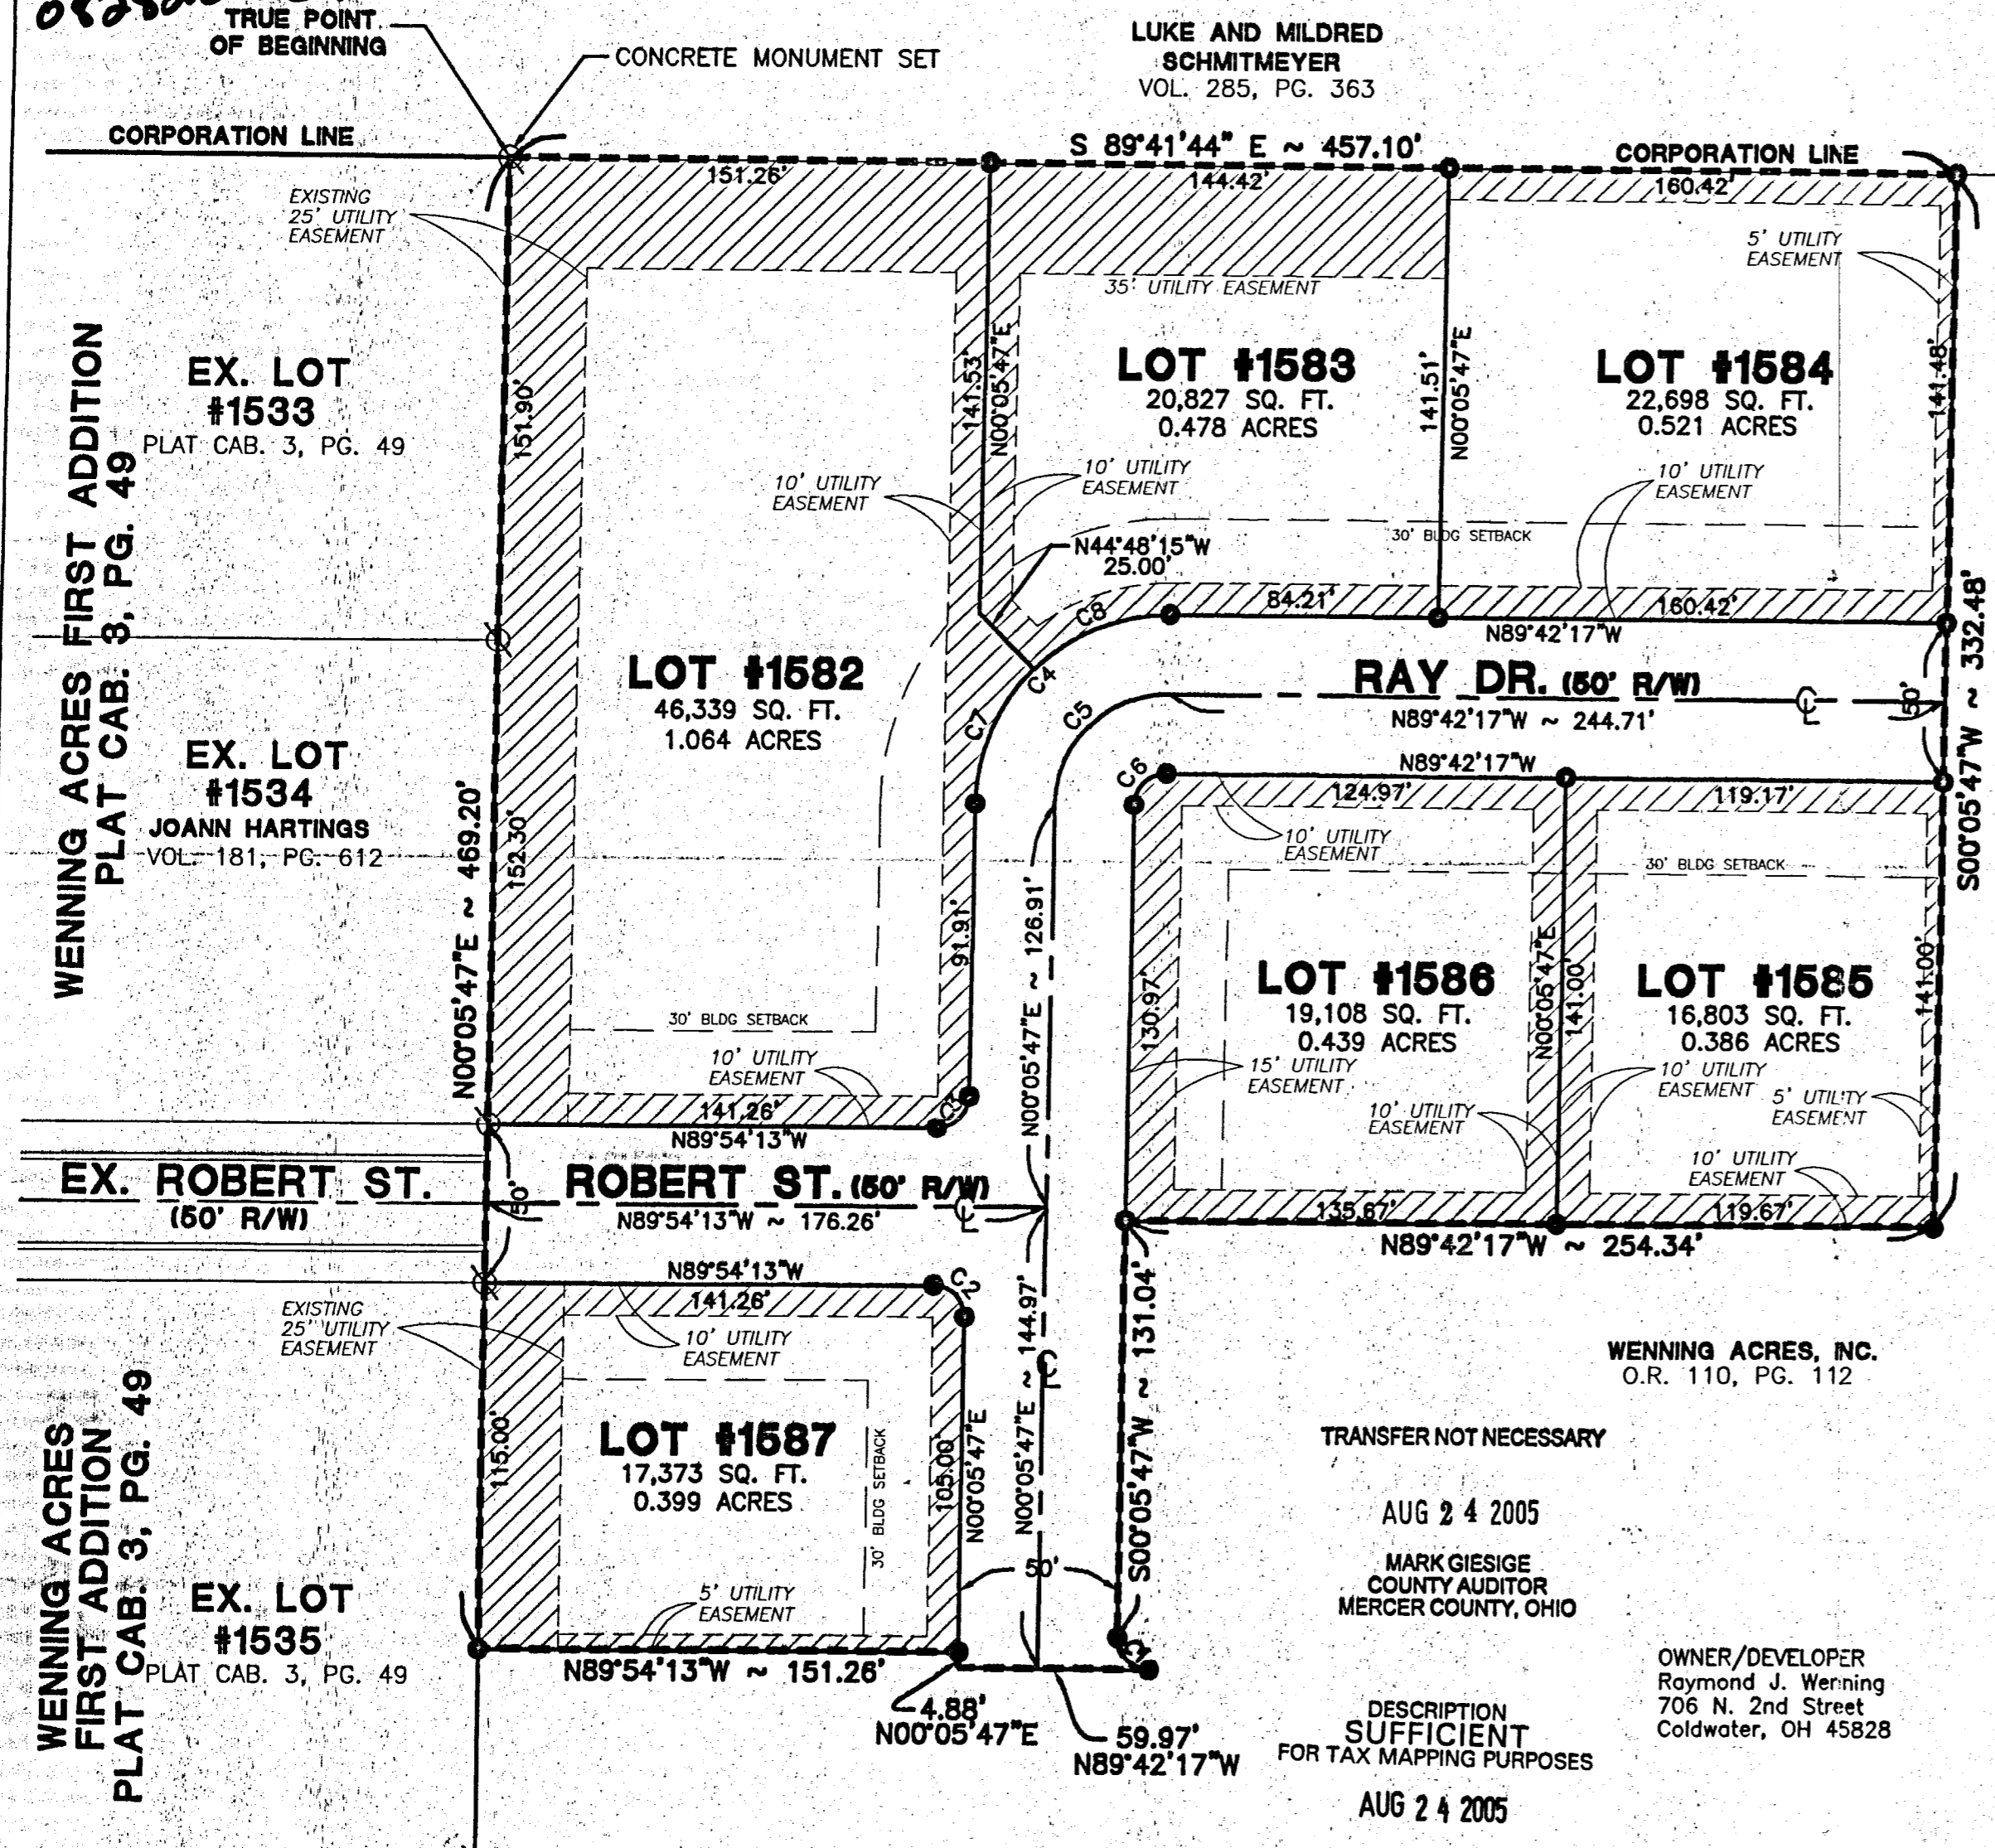 TRUE POINT
OF BEGINNING
CONCRETE MONUMENT SET
LUKE AND MILDRED
SCHMITMEYER
VOL. 285, PG. 363
CORPORATION LINE
S 89°41'44" E ~ 457.10'
CORPORATION LINE
151.26'
144.42'
160.42'
EXISTING
25' UTILITY
EASEMENT
5' UTILITY
EASEMENT
35' UTILITY EASEMENT
WENNING ACRES FIRST ADDITION
PLAT CAB. 3, PG. 49
EX. LOT
#1533
PLAT CAB. 3, PG. 49
151.90'
141.53'
N00°05'47"E
LOT #1583
20,827 SQ. FT.
0.478 ACRES
141.51'
N00°05'47"E
LOT #1584
22,698 SQ. FT.
0.521 ACRES
141.48'
10' UTILITY
EASEMENT
10' UTILITY
EASEMENT
10' UTILITY
EASEMENT
N44°48'15"W
25.00'
30' BLDG SETBACK
C8
84.21'
160.42'
N89°42'17"W
S00°05'47"W ~ 332.48'
LOT #1582
46,339 SQ. FT.
1.064 ACRES
C4
C7
C5
RAY DR. (50' R/W)
N89°42'17"W ~ 244.71'
CL
50'
EX. LOT
#1534
JOANN HARTINGS
VOL. 181, PG. 612
N00°05'47"E ~ 469.20'
152.30'
C6
N89°42'17"W
124.97'
119.17'
10' UTILITY
EASEMENT
30' BLDG SETBACK
91.91'
N00°05'47"E ~ 126.91'
130.97'
LOT #1586
19,108 SQ. FT.
0.439 ACRES
N00°05'47"E
141.00'
LOT #1585
16,803 SQ. FT.
0.386 ACRES
141.00'
30' BLDG SETBACK
10' UTILITY
EASEMENT
15' UTILITY
EASEMENT
10' UTILITY
EASEMENT
10' UTILITY
EASEMENT
5' UTILITY
EASEMENT
10' UTILITY
EASEMENT
141.26'
C3
N89°54'13"W
EX. ROBERT ST.
(50' R/W)
50'
ROBERT ST. (50' R/W)
N89°54'13"W ~ 176.26'
CL
135.67'
119.67'
N89°42'17"W ~ 254.34'
N89°54'13"W
141.26'
C2
EXISTING
25' UTILITY
EASEMENT
10' UTILITY
EASEMENT
N00°05'47"E ~ 144.97'
CL
S00°05'47"W ~ 131.04'
WENNING ACRES, INC.
O.R. 110, PG. 112
WENNING ACRES
FIRST ADDITION
PLAT CAB. 3, PG. 49
115.00'
LOT #1587
17,373 SQ. FT.
0.399 ACRES
30' BLDG SETBACK
105.00'
N00°05'47"E
TRANSFER NOT NECESSARY
AUG 24 2005
MARK GIESIGE
COUNTY AUDITOR
MERCER COUNTY, OHIO
EX. LOT
#1535
PLAT CAB. 3, PG. 49
5' UTILITY
EASEMENT
50'
C1
N89°54'13"W ~ 151.26'
4.88'
N00°05'47"E
59.97'
N89°42'17"W
DESCRIPTION
SUFFICIENT
FOR TAX MAPPING PURPOSES
AUG 24 2005
OWNER/DEVELOPER
Raymond J. Wenning
706 N. 2nd Street
Coldwater, OH 45828